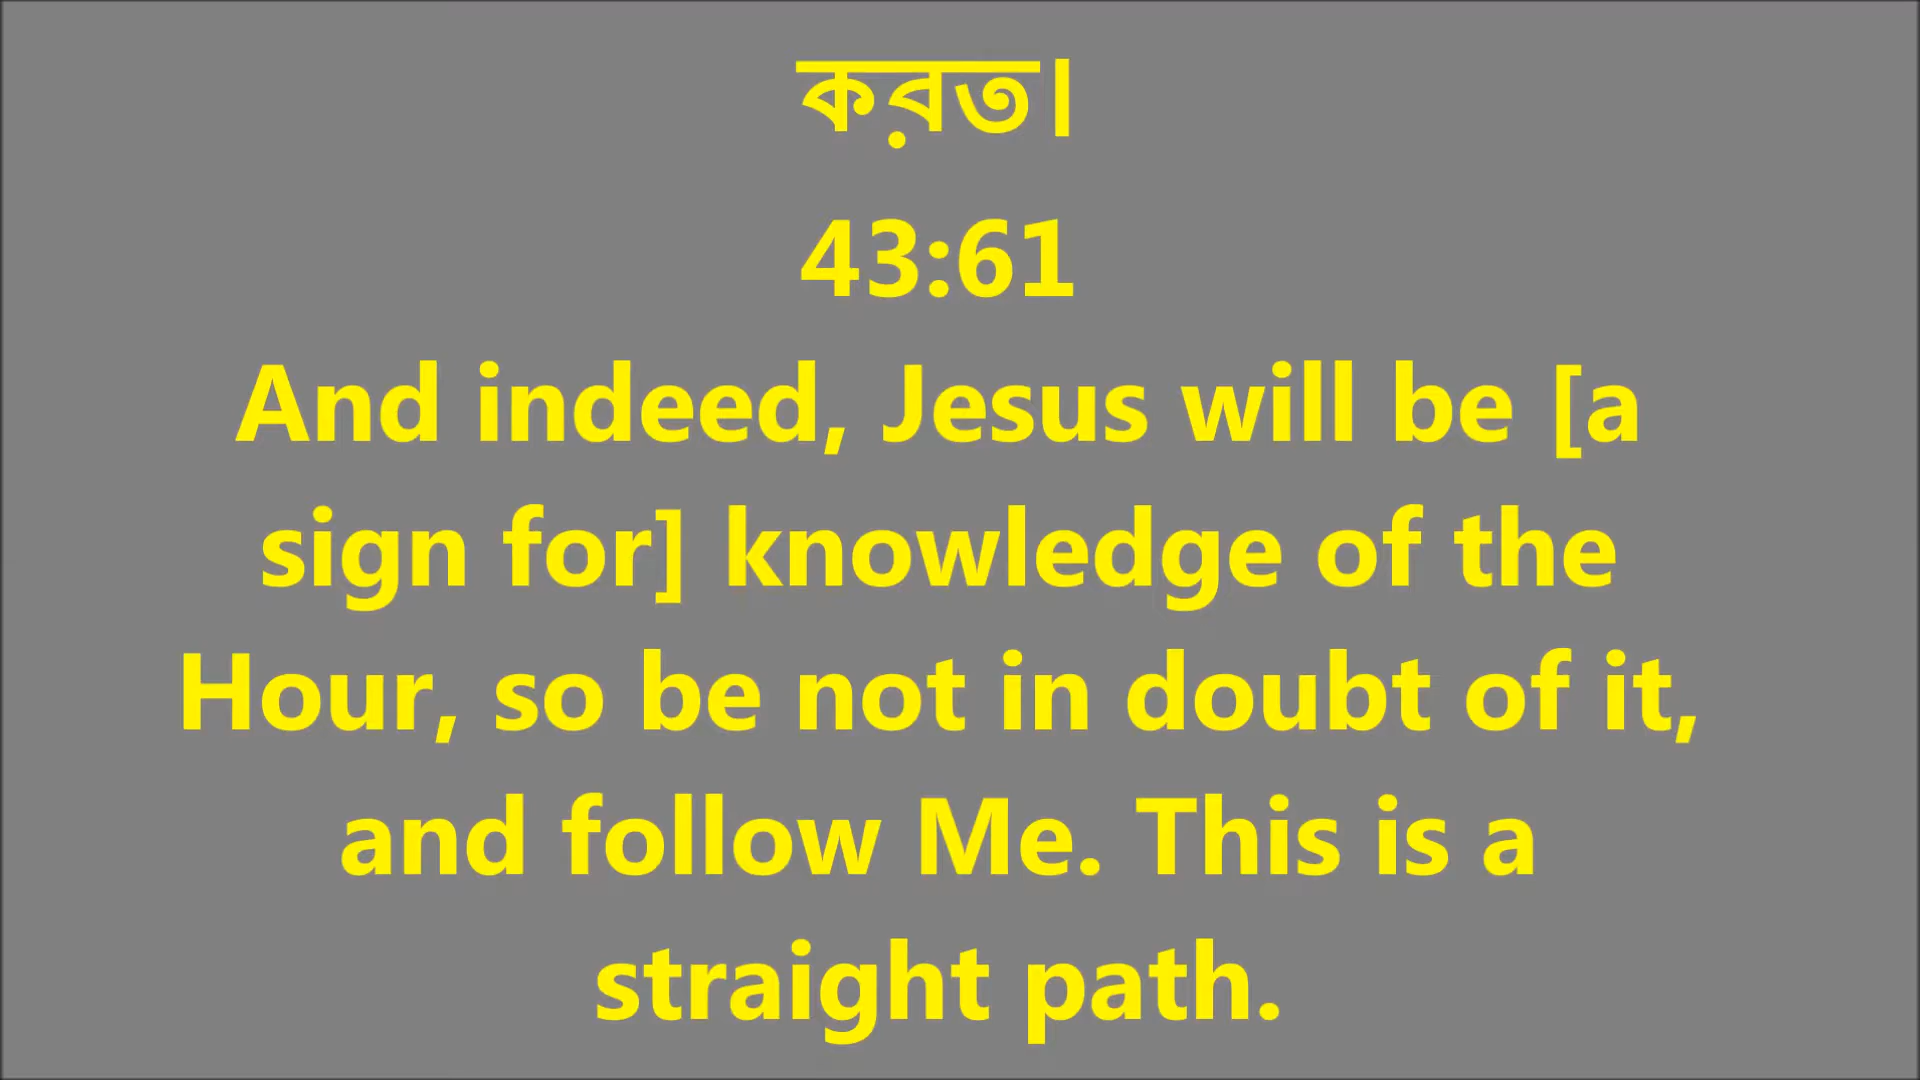 করত।
43:61
And indeed, Jesus will be [a
sign for] knowledge of the
Hour, so be not in doubt of it,
and follow Me. This is a
straight path.